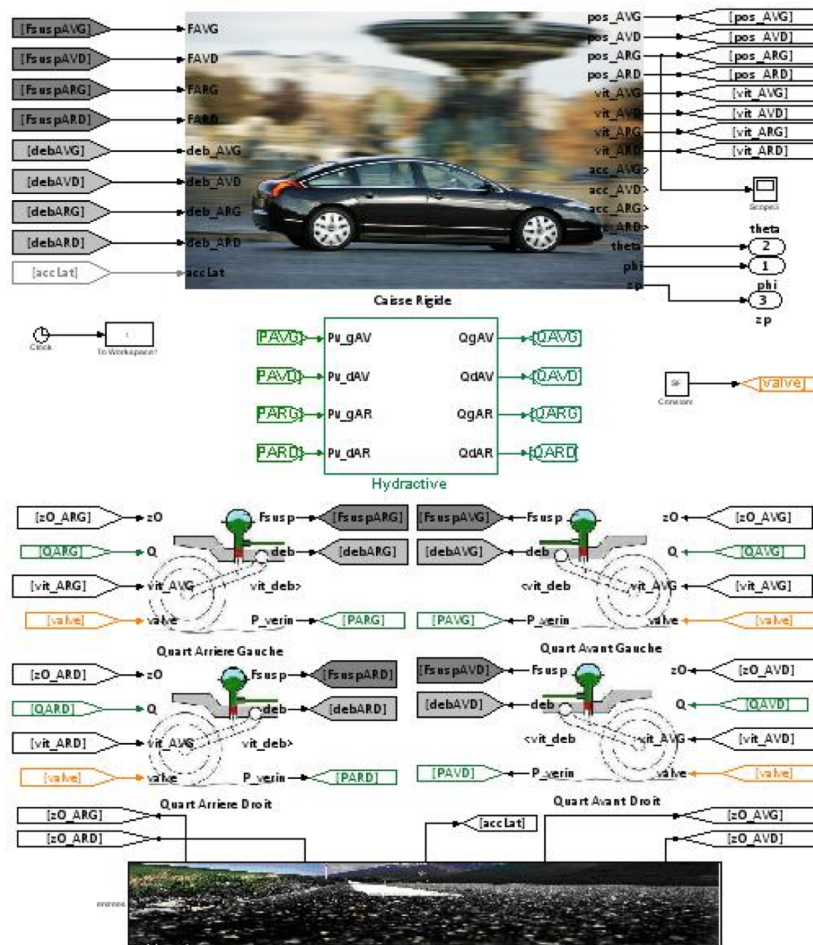 [FsuspAVG] FAVG pos_AVG [pos_AVG]
[FsuspAVD] FAVD pos_AVD [pos_AVD]
[FsuspARG] FARG pos_ARG [pos_ARG]
[FsuspARD] FARD pos_ARD [pos_ARD]
[debAVG] deb_AVG vit_AVG [vit_AVG]
[debAVD] deb_AVD vit_AVD [vit_AVD]
[debARG] deb_ARG vit_ARG [vit_ARG]
[debARD] deb_ARD vit_ARD [vit_ARD]
[accLat] accLat acc_AVG
acc_AVD
acc_ARG
acc_ARD
Scope3
theta theta
2
phi 1
phi
zp 3
zp
Caisse Rigide
Clock
t
To Workspace1
[PAVG] Pv_gAV QgAV [QAVG]
[PAVD] Pv_dAV QdAV [QAVD]
[PARG] Pv_gAR QgAR [QARG]
[PARD] Pv_dAR QdAR [QARD]
Hydractive
SF [valve]
Constant
[zO_ARG] zO Fsusp [FsuspARG] [FsuspAVG] Fsusp zO [zO_AVG]
[QARG] Q deb [debARG] [debAVG] deb Q [QAVG]
[vit_ARG] vit_AVG vit_deb> <vit_deb vit_AVG [vit_AVG]
[valve] valve P_verin [PARG] [PAVG] P_verin valve [valve]
Quart Arriere Gauche Quart Avant Gauche
[zO_ARD] zO Fsusp [FsuspARD] [FsuspAVD] Fsusp zO [zO_AVD]
[QARD] Q deb [debARD] [debAVD] deb Q [QAVD]
[vit_ARD] vit_AVG vit_deb> <vit_deb vit_AVG [vit_AVD]
[valve] valve P_verin [PARD] [PAVD] P_verin valve [valve]
Quart Arriere Droit Quart Avant Droit
[zO_ARG] [accLat] [zO_AVG]
[zO_ARD] [zO_AVD]
entrees